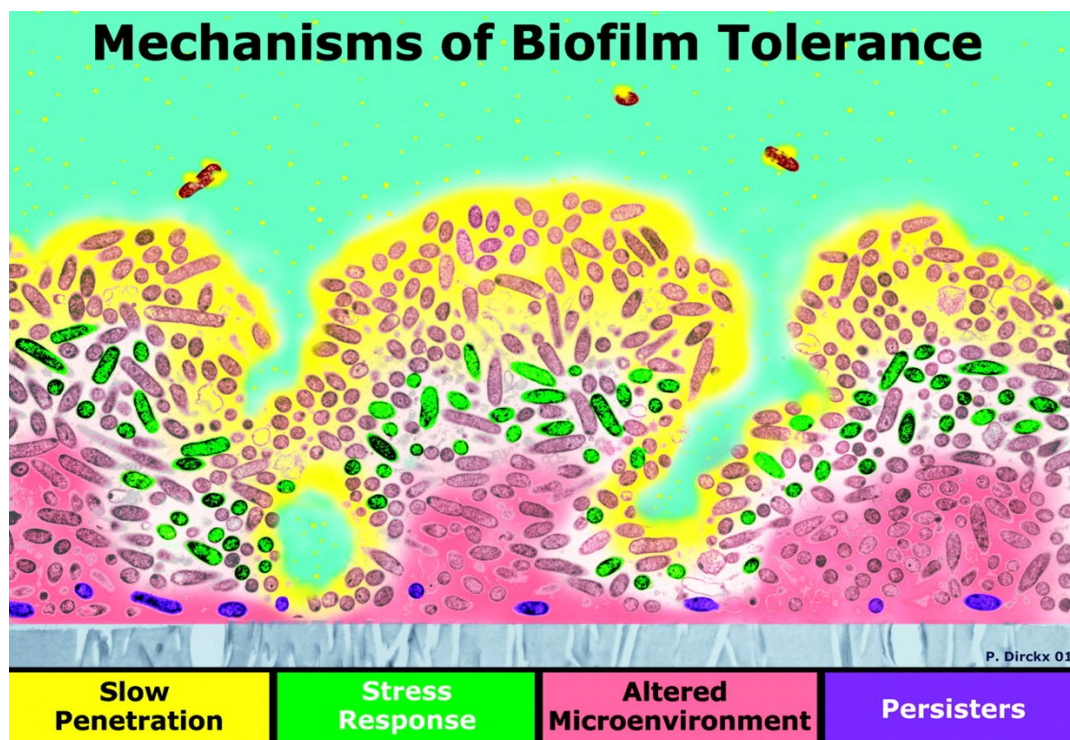 Mechanisms of Biofilm Tolerance
P. Dirckx 01
Slow
Penetration
Stress
Response
Altered
Microenvironment
Persisters